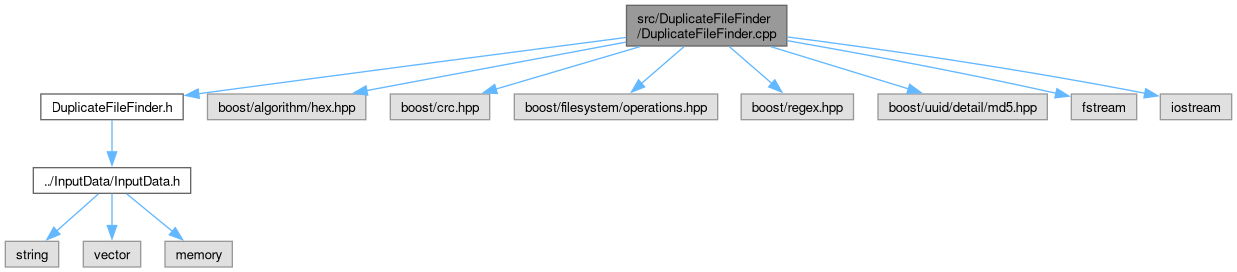 src/DuplicateFileFinder
/DuplicateFileFinder.cpp
DuplicateFileFinder.h
boost/algorithm/hex.hpp
boost/crc.hpp
boost/filesystem/operations.hpp
boost/regex.hpp
boost/uuid/detail/md5.hpp
fstream
iostream
../InputData/InputData.h
string
vector
memory